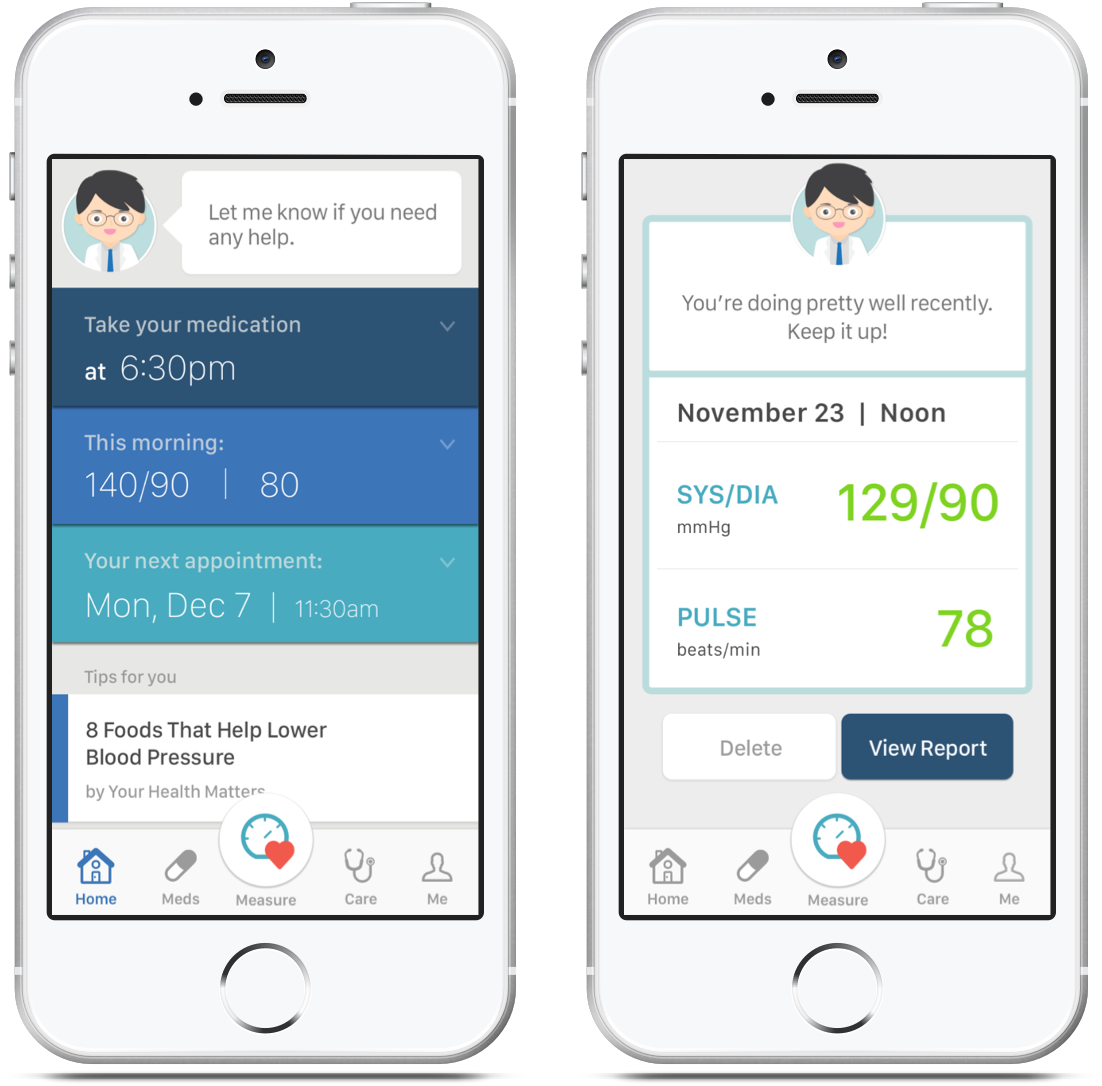 Let me know if you need
any help.
Take your medication
at 6:30pm
This morning:
140/90 | 80
Your next appointment:
Mon, Dec 7 | 11:30am
Tips for you
8 Foods That Help Lower
Blood Pressure
by Your Health Matters
Home Meds Measure Care Me
You're doing pretty well recently.
Keep it up!
November 23 | Noon
SYS/DIA 129/90
mmHg
PULSE 78
beats/min
Delete View Report
Home Meds Measure Care Me